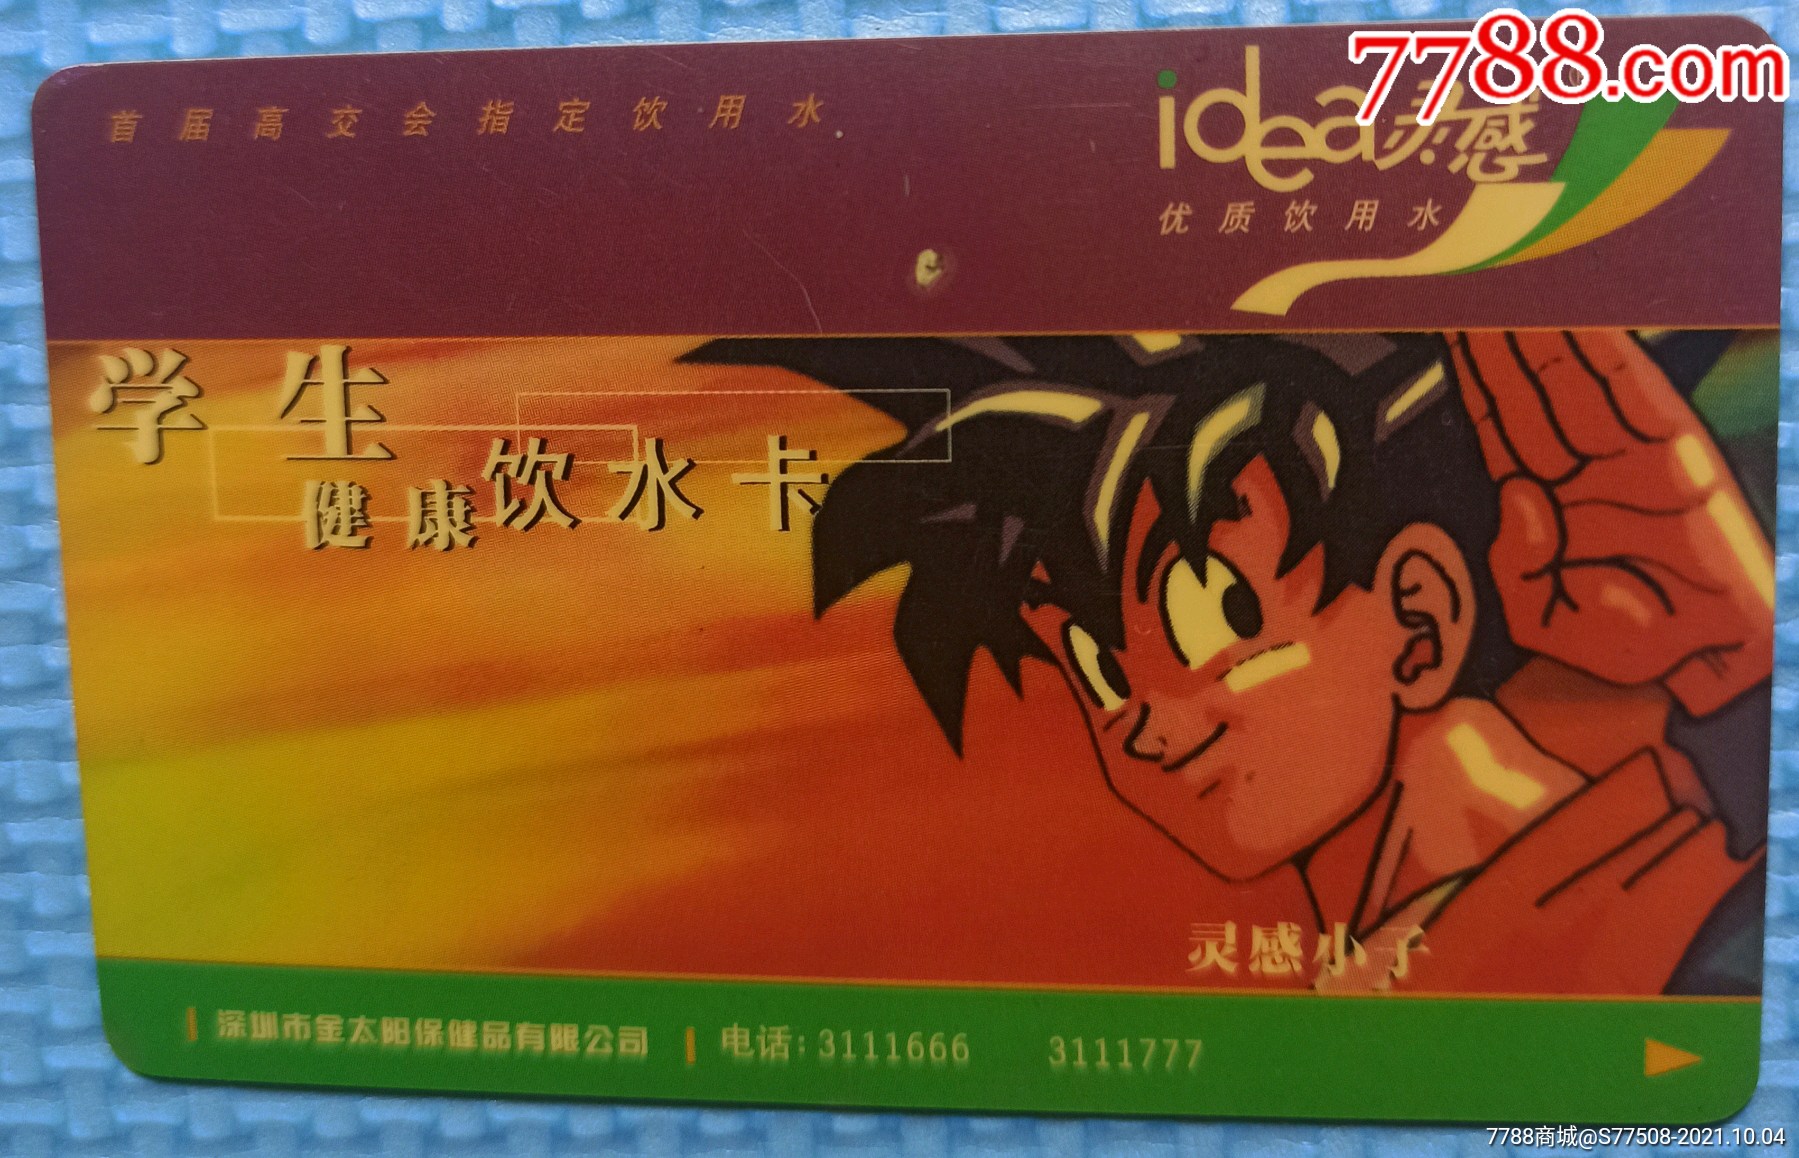 7788.com
首届高交会指定饮用水
idea灵感
优质饮用水
学生
健康饮水卡
灵感小子
深圳市金太阳保健品有限公司 电话:3111666 3111777
7788商城@S77508-2021.10.04